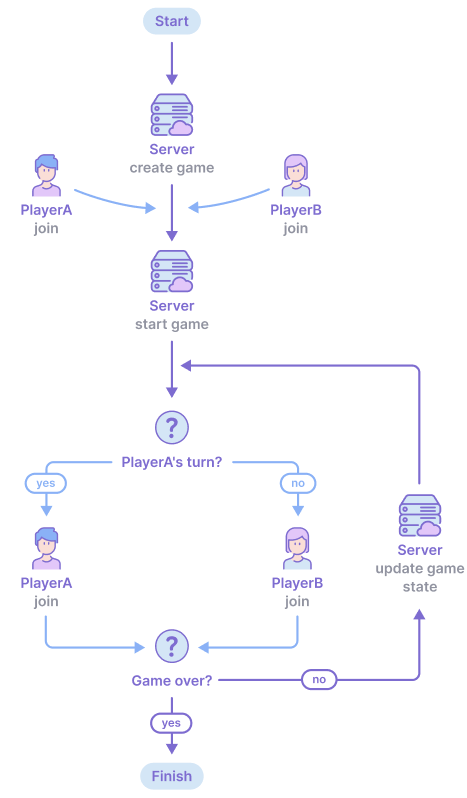 Start
Server
create game
PlayerA
join
PlayerB
join
Server
start game
PlayerA's turn?
yes
no
PlayerA
join
PlayerB
join
Server
update game
state
Game over?
no
yes
Finish